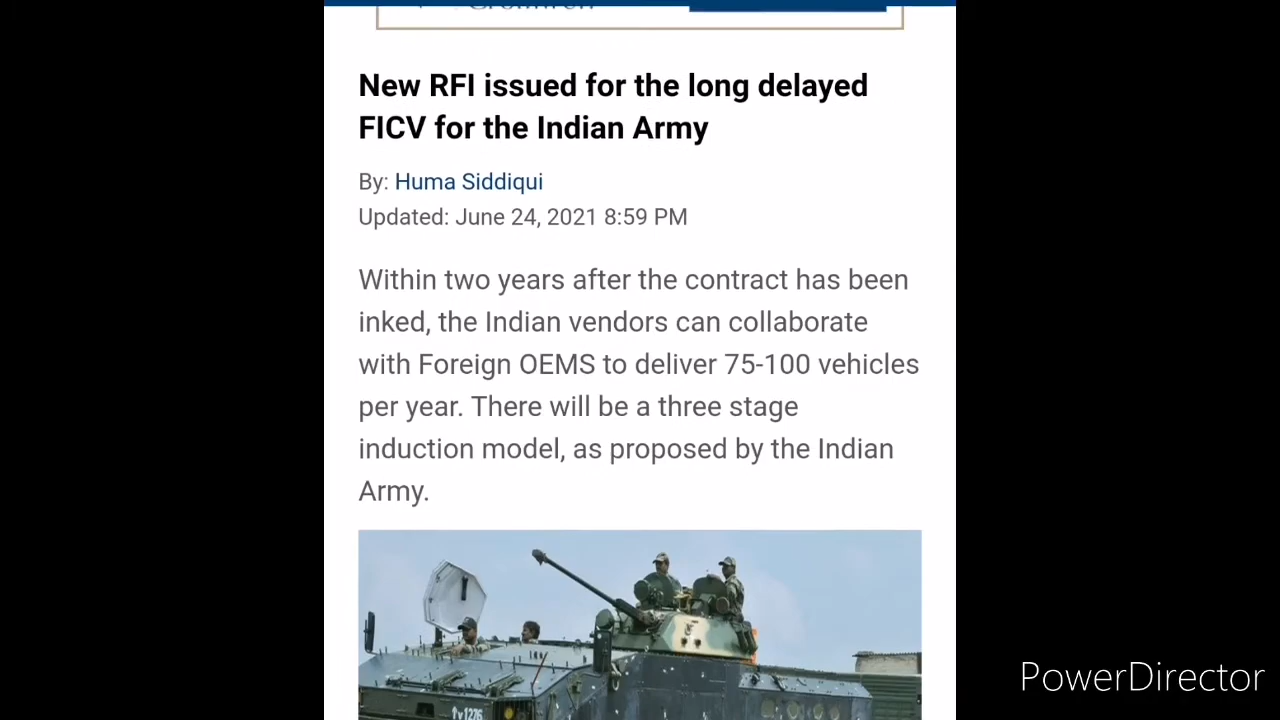 New RFI issued for the long delayed
FICV for the Indian Army
By: Huma Siddiqui
Updated: June 24, 2021 8:59 PM
Within two years after the contract has been
inked, the Indian vendors can collaborate
with Foreign OEMS to deliver 75-100 vehicles
per year. There will be a three stage
induction model, as proposed by the Indian
Army.
PowerDirector